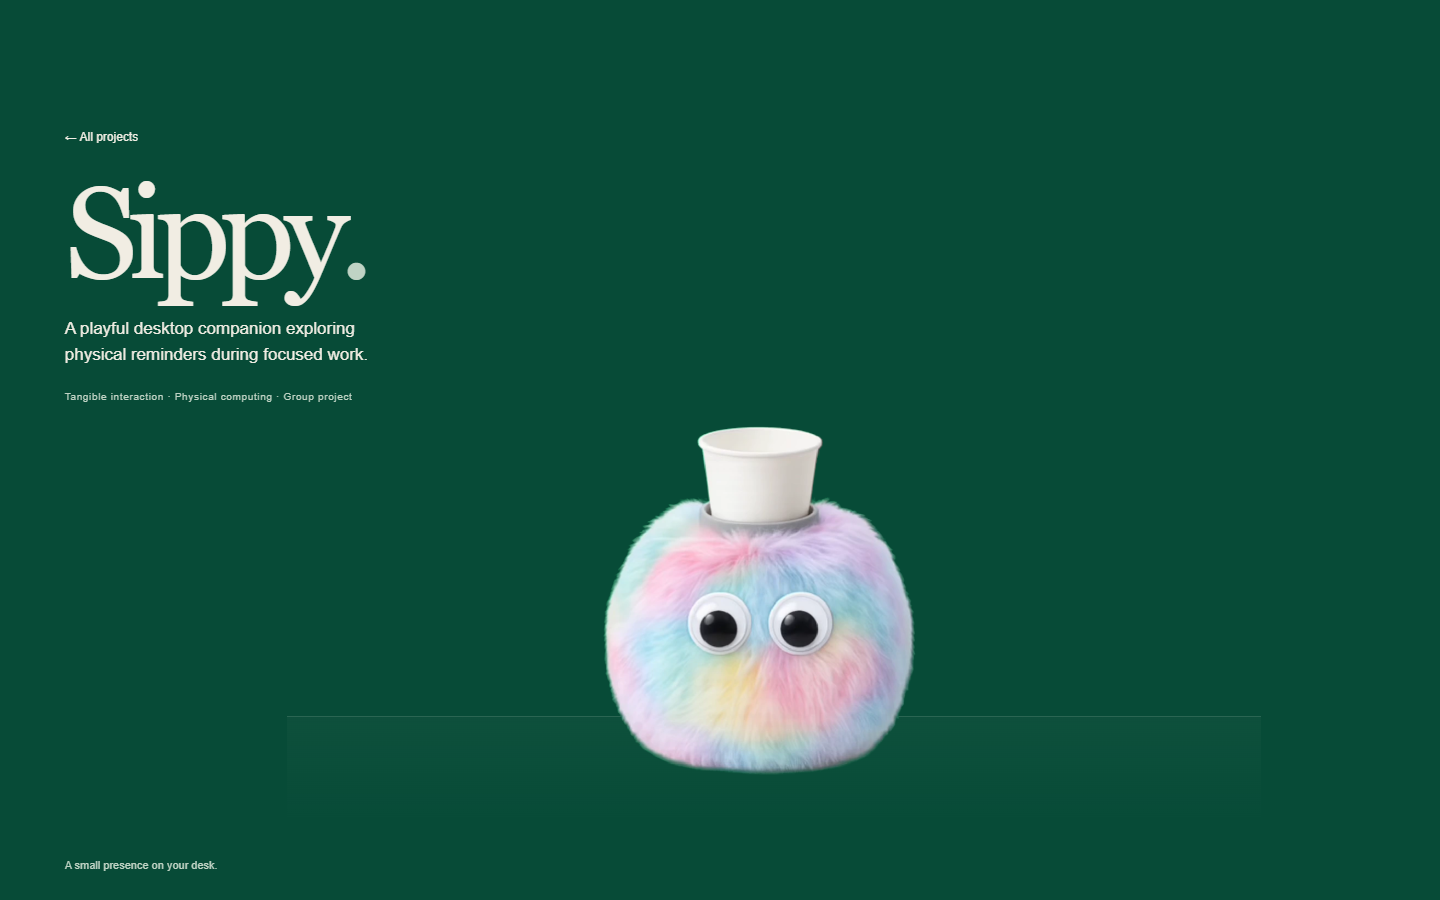 ← All projects
Sippy.
A playful desktop companion exploring
physical reminders during focused work.
Tangible interaction · Physical computing · Group project
A small presence on your desk.